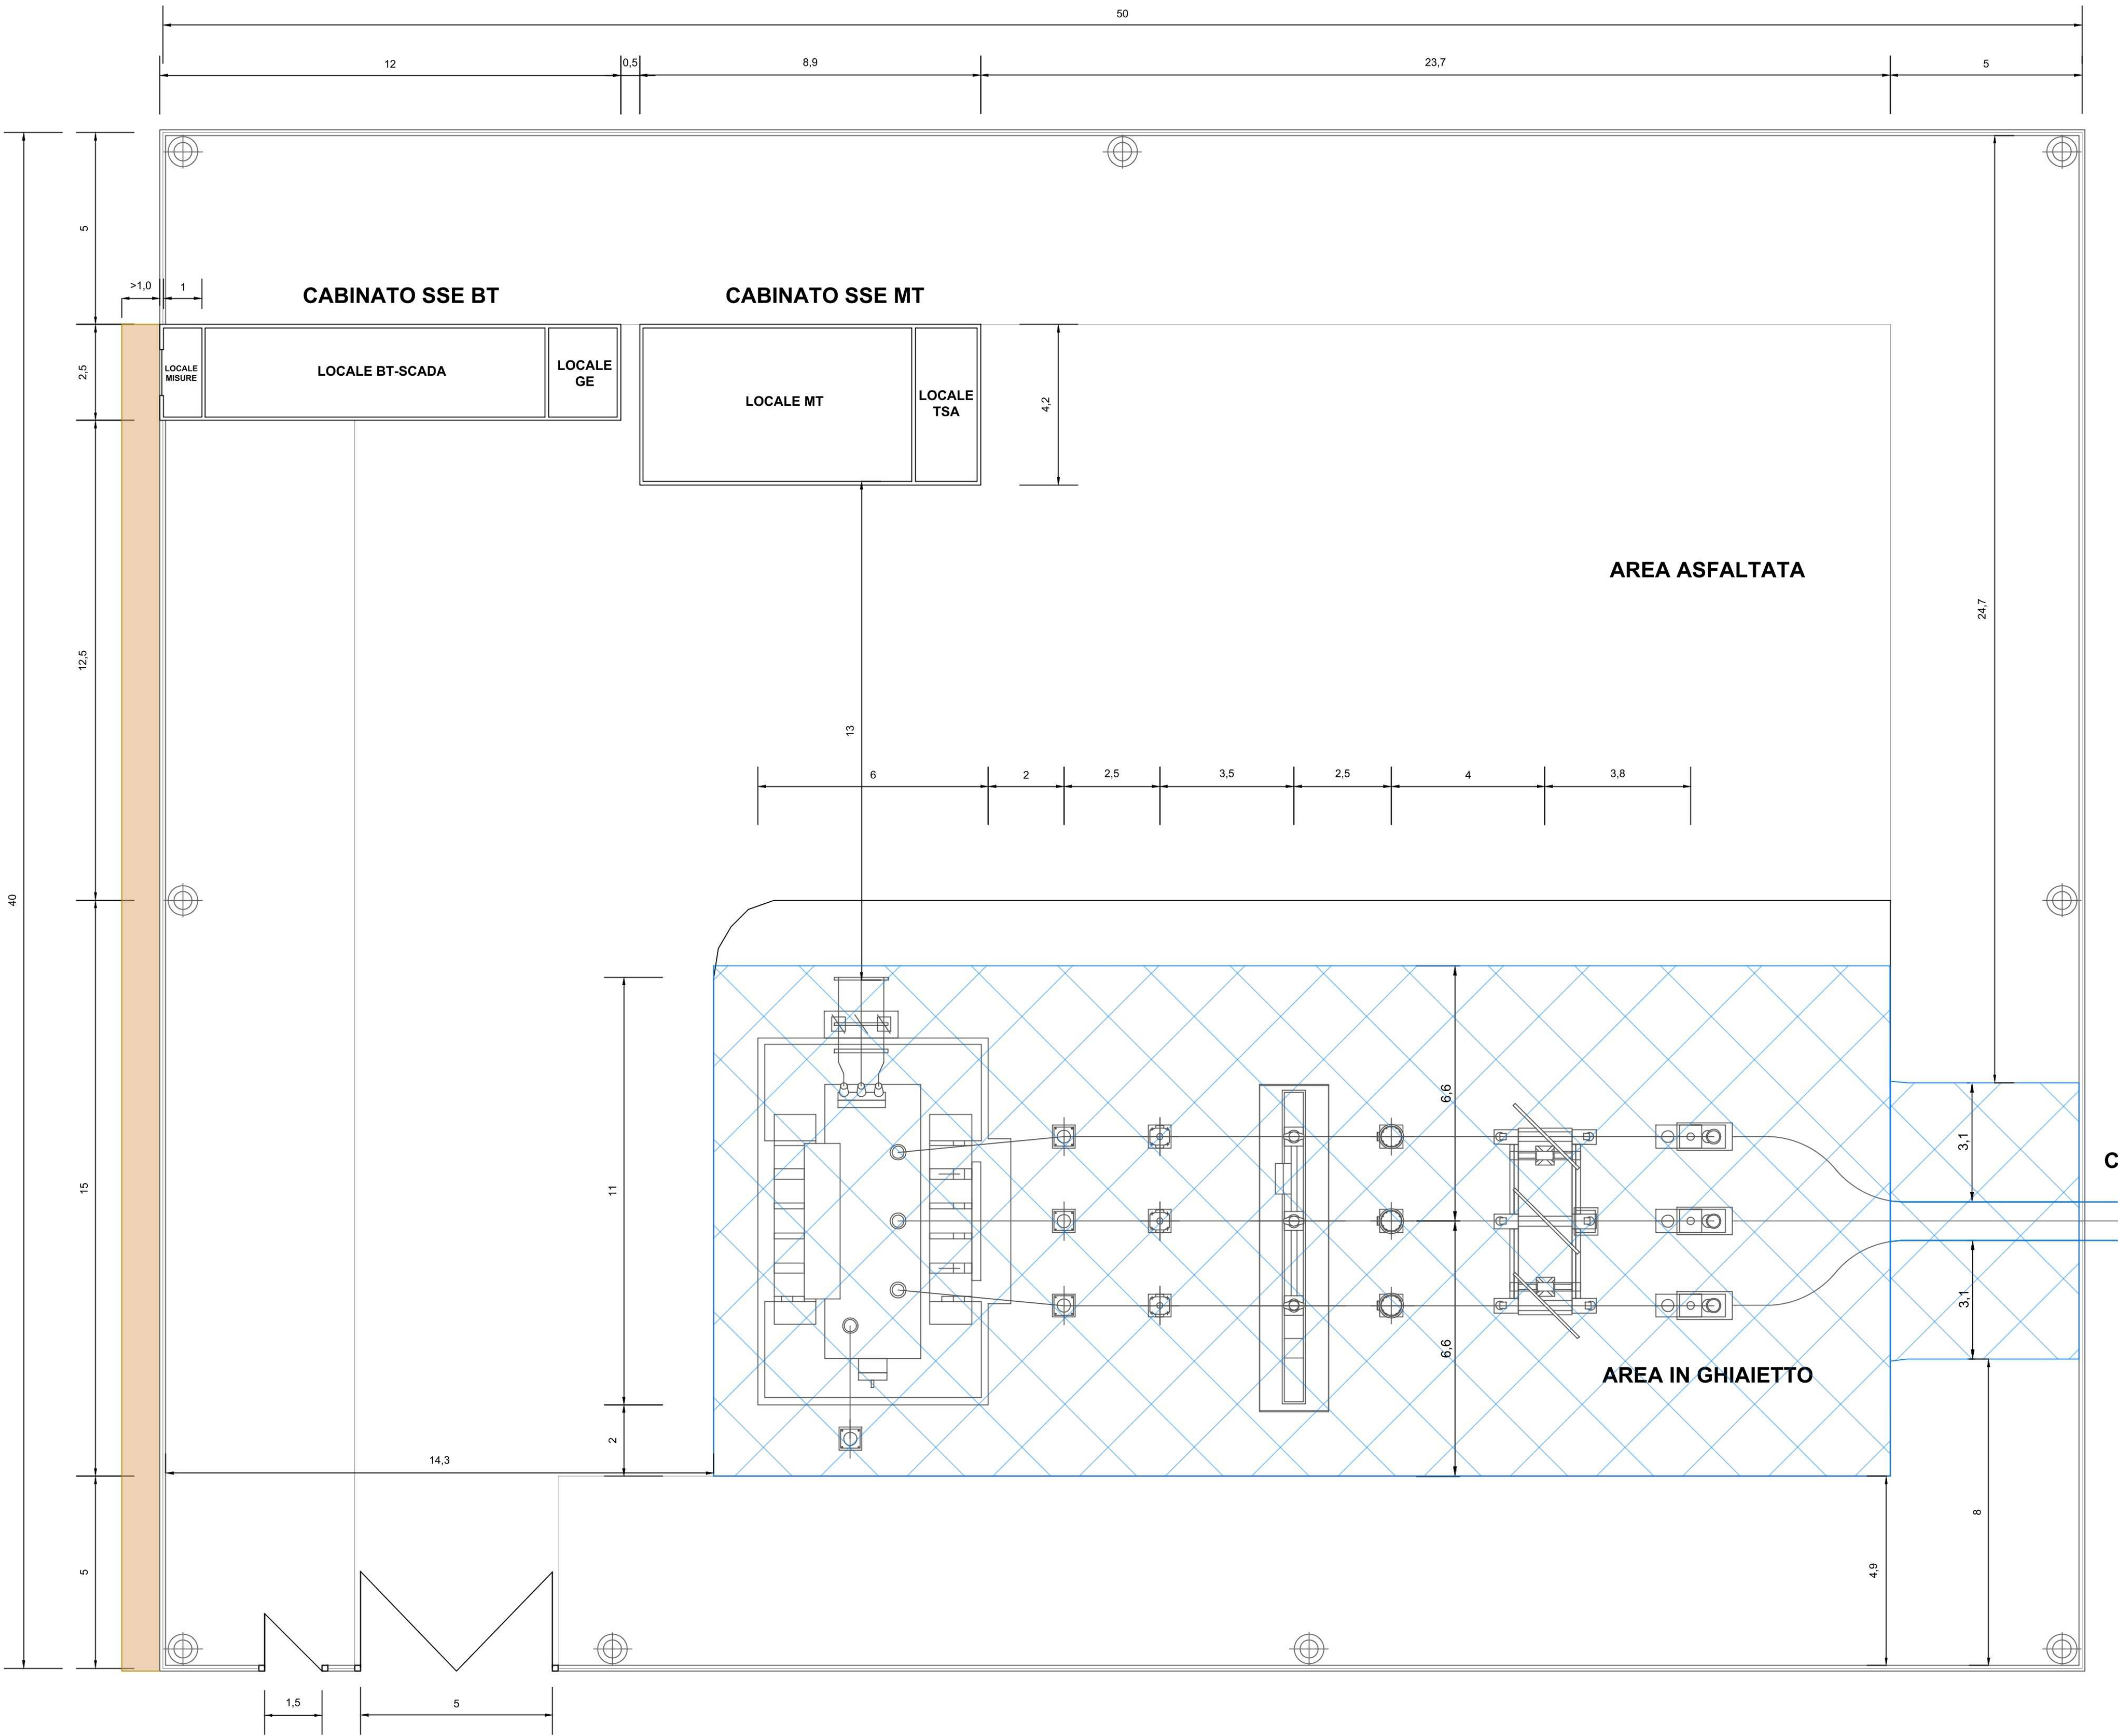 50
12
0,5
8,9
23,7
5
5
>1,0
1
CABINATO SSE BT
CABINATO SSE MT
LOCALE
MISURE
LOCALE BT-SCADA
LOCALE
GE
LOCALE MT
LOCALE
TSA
2,5
4,2
AREA ASFALTATA
24,7
12,5
13
6
2
2,5
3,5
2,5
4
3,8
40
6,6
3,1
C
15
11
3,1
6,6
AREA IN GHIAIETTO
2
14,3
8
5
4,9
1,5
5